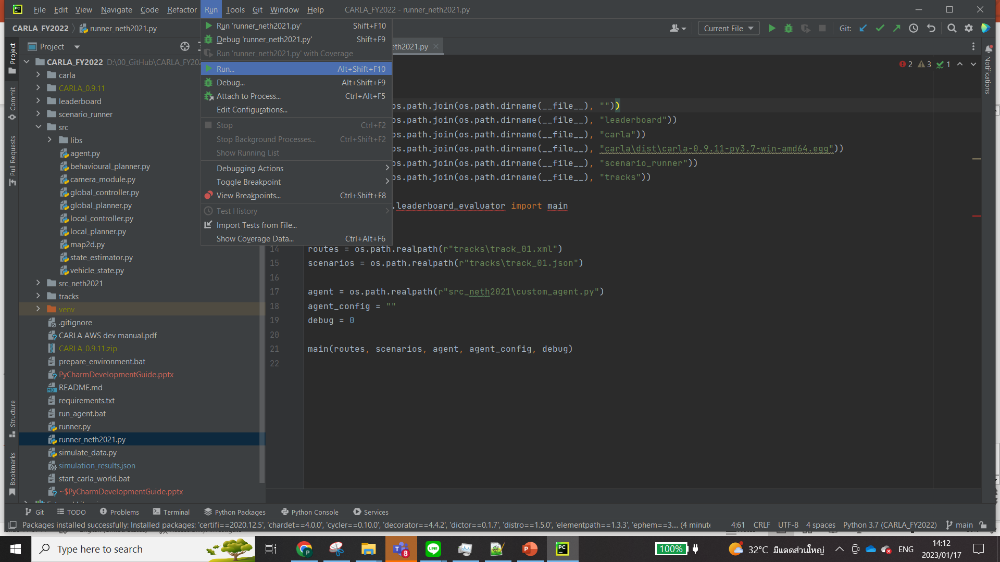 PC File Edit View Navigate Code Refactor Run Tools Git Window Help CARLA_FY2022 - runner_neth2021.py
CARLA_FY2022 runner_neth2021.py
Current File Git:
Project
neth2021.py
Run 'runner_neth2021.py' Shift+F10
Debug 'runner_neth2021.py' Shift+F9
Run 'runner_neth2021.py' with Coverage
Run... Alt+Shift+F10
Debug... Alt+Shift+F9
Attach to Process... Ctrl+Alt+F5
Edit Configurations...
Stop Ctrl+F2
Stop Background Processes... Ctrl+Shift+F2
Show Running List
Debugging Actions
Toggle Breakpoint
View Breakpoints... Ctrl+Shift+F8
Test History
Import Tests from File...
Show Coverage Data... Ctrl+Alt+F6
Project
Commit
Pull Requests
Structure
Bookmarks
Notifications
CARLA_FY2022 D:\00_GitHub\CARLA_FY202
carla
CARLA_0.9.11
leaderboard
scenario_runner
src
libs
agent.py
behavioural_planner.py
camera_module.py
global_controller.py
global_planner.py
local_controller.py
local_planner.py
map2d.py
state_estimator.py
vehicle_state.py
src_neth2021
tracks
venv
.gitignore
CARLA AWS dev manual.pdf
CARLA_0.9.11.zip
prepare_environment.bat
PyCharmDevelopmentGuide.pptx
README.md
requirements.txt
run_agent.bat
runner.py
runner_neth2021.py
simulate_data.py
simulation_results.json
start_carla_world.bat
~$PyCharmDevelopmentGuide.pptx
2 3 1
os.path.join(os.path.dirname(__file__), ""))
os.path.join(os.path.dirname(__file__), "leaderboard"))
os.path.join(os.path.dirname(__file__), "carla"))
os.path.join(os.path.dirname(__file__), "carla\dist\carla-0.9.11-py3.7-win-amd64.egg"))
os.path.join(os.path.dirname(__file__), "scenario_runner"))
os.path.join(os.path.dirname(__file__), "tracks"))
.leaderboard_evaluator import main
14 routes = os.path.realpath(r"tracks\track_01.xml")
15 scenarios = os.path.realpath(r"tracks\track_01.json")
16
17 agent = os.path.realpath(r"src_neth2021\custom_agent.py")
18 agent_config = ""
19 debug = 0
20
21 main(routes, scenarios, agent, agent_config, debug)
22
Git TODO Problems Terminal Python Packages Python Console Services
Packages installed successfully: Installed packages: 'certifi==2020.12.5', 'chardet==4.0.0', 'cycler==0.10.0', 'decorator==4.4.2', 'dictor==0.1.7', 'distro==1.5.0', 'elementpath==1.3.3', 'ephem==3.... (4 minute 4:61 CRLF UTF-8 4 spaces Python 3.7 (CARLA_FY2022) main
Type here to search 8 100% 32°C มีแดดส่วนใหญ่ ENG
14:12
2023/01/17